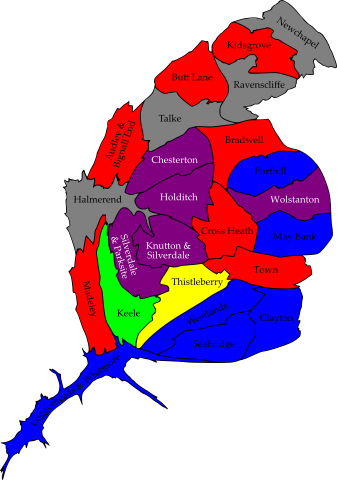 Newchapel
Kidsgrove
Butt Lane
Ravenscliffe
Talke
Audley &
Bignall End
Bradwell
Chesterton
Porthill
Halmerend
Holditch
Wolstanton
Cross Heath
May Bank
Silverdale
& Parksite
Knutton &
Silverdale
Town
Thistleberry
Madeley
Keele
Westlands
Clayton
Seabridge
Loggerheads & Whitmore